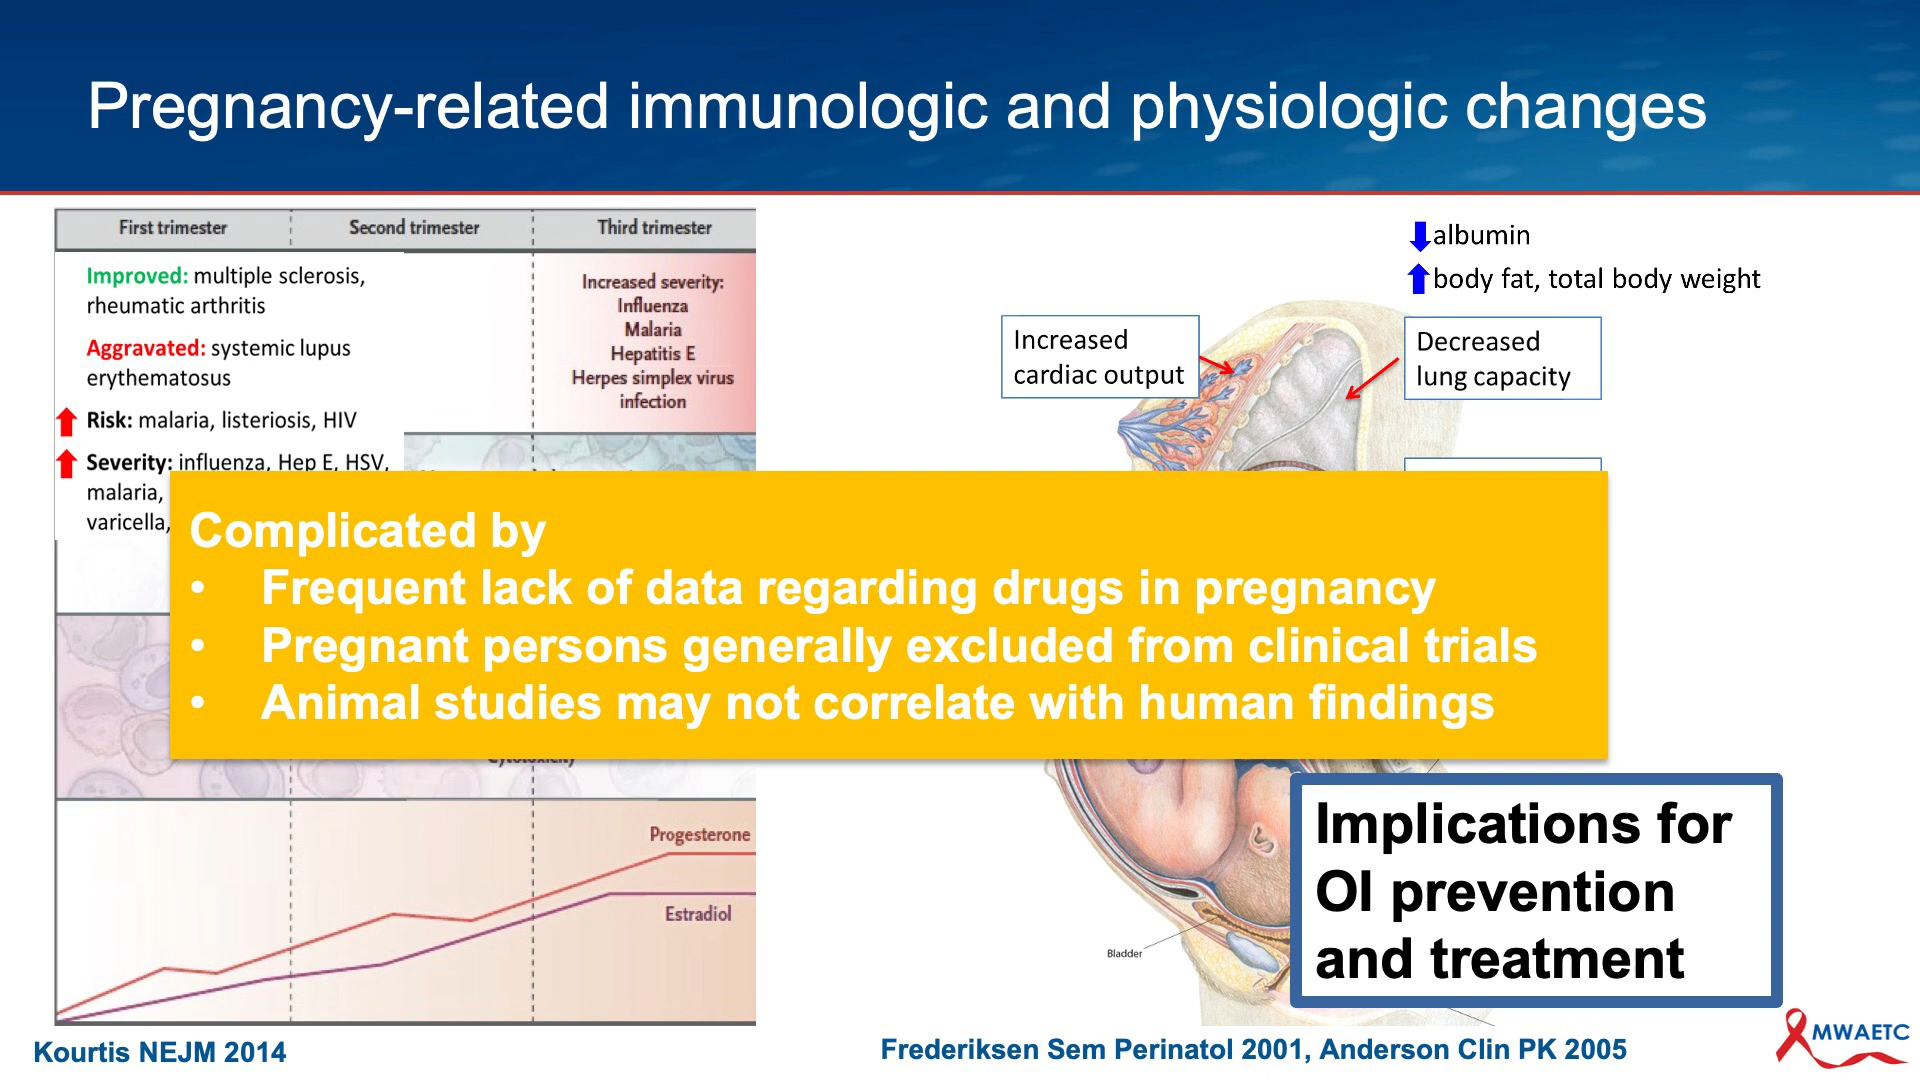 Pregnancy-related immunologic and physiologic changes
First trimester
Second trimester
Third trimester
Improved: multiple sclerosis,
rheumatic arthritis
Aggravated: systemic lupus
erythematosus
Risk: malaria, listeriosis, HIV
Severity: influenza, Hep E, HSV,
malaria,
varicella,
Increased severity:
Influenza
Malaria
Hepatitis E
Herpes simplex virus
infection
albumin
body fat, total body weight
Increased
cardiac output
Decreased
lung capacity
Complicated by
• Frequent lack of data regarding drugs in pregnancy
• Pregnant persons generally excluded from clinical trials
• Animal studies may not correlate with human findings
Cytotoxicity
Progesterone
Estradiol
Bladder
Implications for
OI prevention
and treatment
Kourtis NEJM 2014
Frederiksen Sem Perinatol 2001, Anderson Clin PK 2005
MWAETC